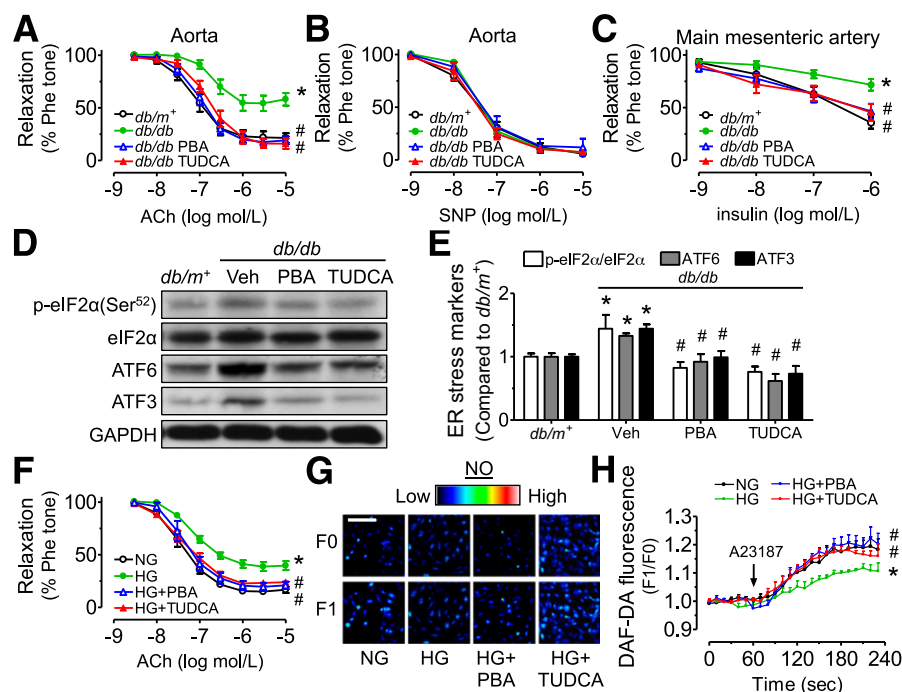 A
Aorta
Relaxation
(% Phe tone)
100
50
0
db/m⁺
db/db
db/db PBA
db/db TUDCA
*
#
#
-9 -8 -7 -6 -5
ACh (log mol/L)
B
Aorta
Relaxation
(% Phe tone)
100
50
0
db/m⁺
db/db
db/db PBA
db/db TUDCA
-9 -8 -7 -6 -5
SNP (log mol/L)
C
Main mesenteric artery
Relaxation
(% Phe tone)
100
50
0
db/m⁺
db/db
db/db PBA
db/db TUDCA
*
#
#
-9 -8 -7 -6
insulin (log mol/L)
D
db/db
db/m⁺ Veh PBA TUDCA
p-eIF2α(Ser⁵²)
eIF2α
ATF6
ATF3
GAPDH
E
p-eIF2α/eIF2α ATF6 ATF3
db/db
ER stress markers
(Compared to db/m⁺)
2
1
0
* * *
# # #
# # #
db/m⁺ Veh PBA TUDCA
F
Relaxation
(% Phe tone)
100
50
0
NG
HG
HG+PBA
HG+TUDCA
*
#
#
-9 -8 -7 -6 -5
ACh (log mol/L)
G
NO
Low High
F0
F1
NG HG HG+ HG+
PBA TUDCA
H
NG HG+PBA
HG HG+TUDCA
DAF-DA fluorescence
(F1/F0)
1.2
1.1
1.0
0.9
A23187
#
#
*
0 60 120 180 240
Time (sec)